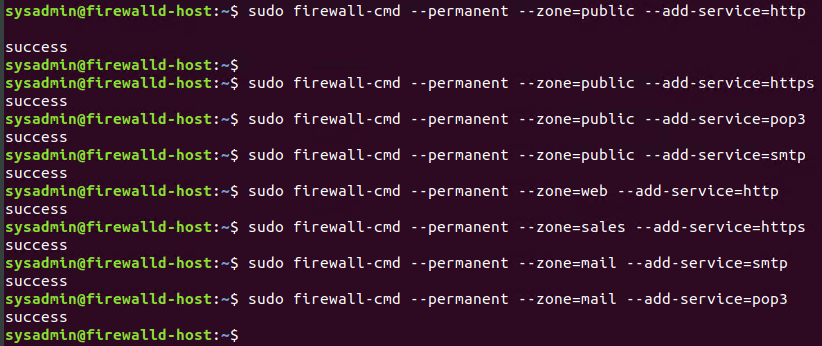 sysadmin@firewalld-host:~$ sudo firewall-cmd --permanent --zone=public --add-service=http
success
sysadmin@firewalld-host:~$
sysadmin@firewalld-host:~$ sudo firewall-cmd --permanent --zone=public --add-service=https
success
sysadmin@firewalld-host:~$ sudo firewall-cmd --permanent --zone=public --add-service=pop3
success
sysadmin@firewalld-host:~$ sudo firewall-cmd --permanent --zone=public --add-service=smtp
success
sysadmin@firewalld-host:~$ sudo firewall-cmd --permanent --zone=web --add-service=http
success
sysadmin@firewalld-host:~$ sudo firewall-cmd --permanent --zone=sales --add-service=https
success
sysadmin@firewalld-host:~$ sudo firewall-cmd --permanent --zone=mail --add-service=smtp
success
sysadmin@firewalld-host:~$ sudo firewall-cmd --permanent --zone=mail --add-service=pop3
success
sysadmin@firewalld-host:~$